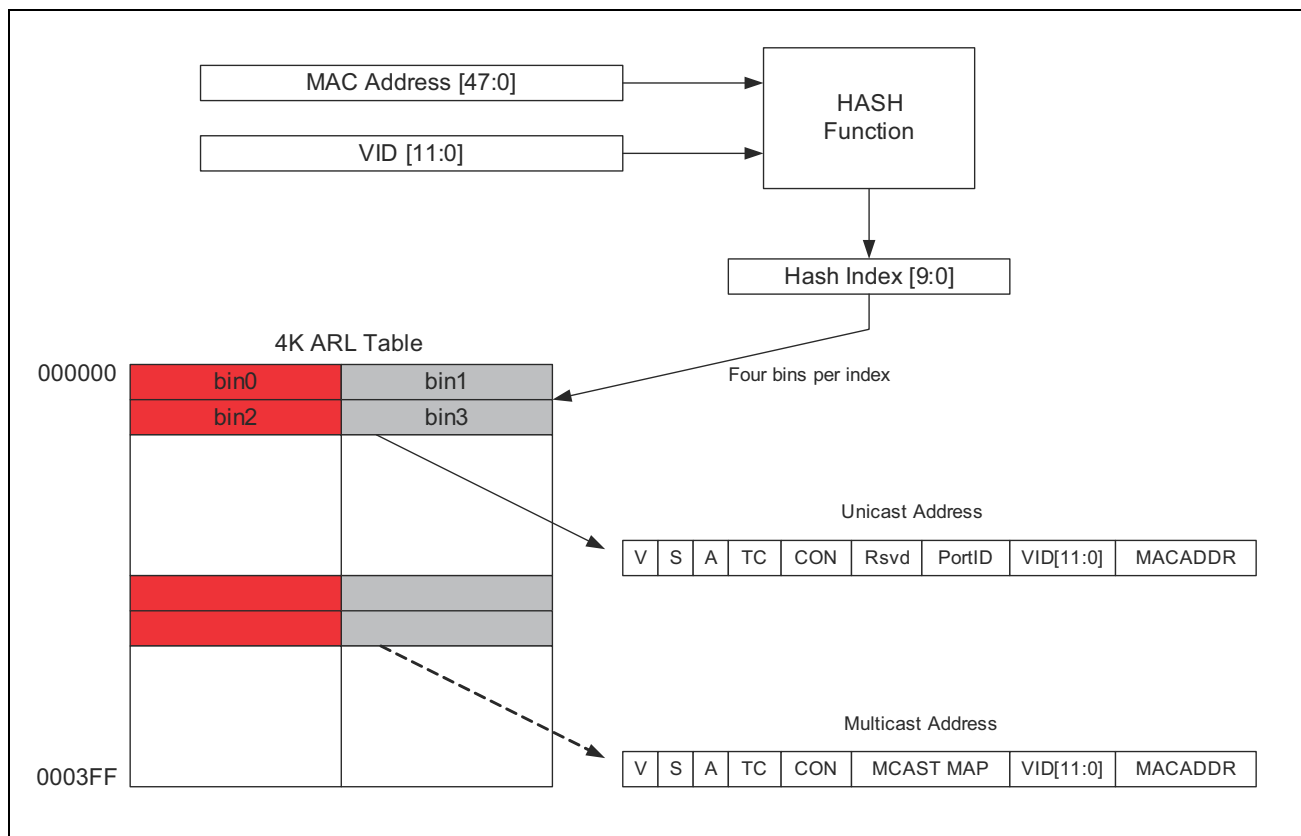 MAC Address [47:0]
HASH
Function
VID [11:0]
Hash Index [9:0]
4K ARL Table
000000
bin0
bin1
Four bins per index
bin2
bin3
Unicast Address
V
S
A
TC
CON
Rsvd
PortID
VID[11:0]
MACADDR
Multicast Address
0003FF
V
S
A
TC
CON
MCAST MAP
VID[11:0]
MACADDR